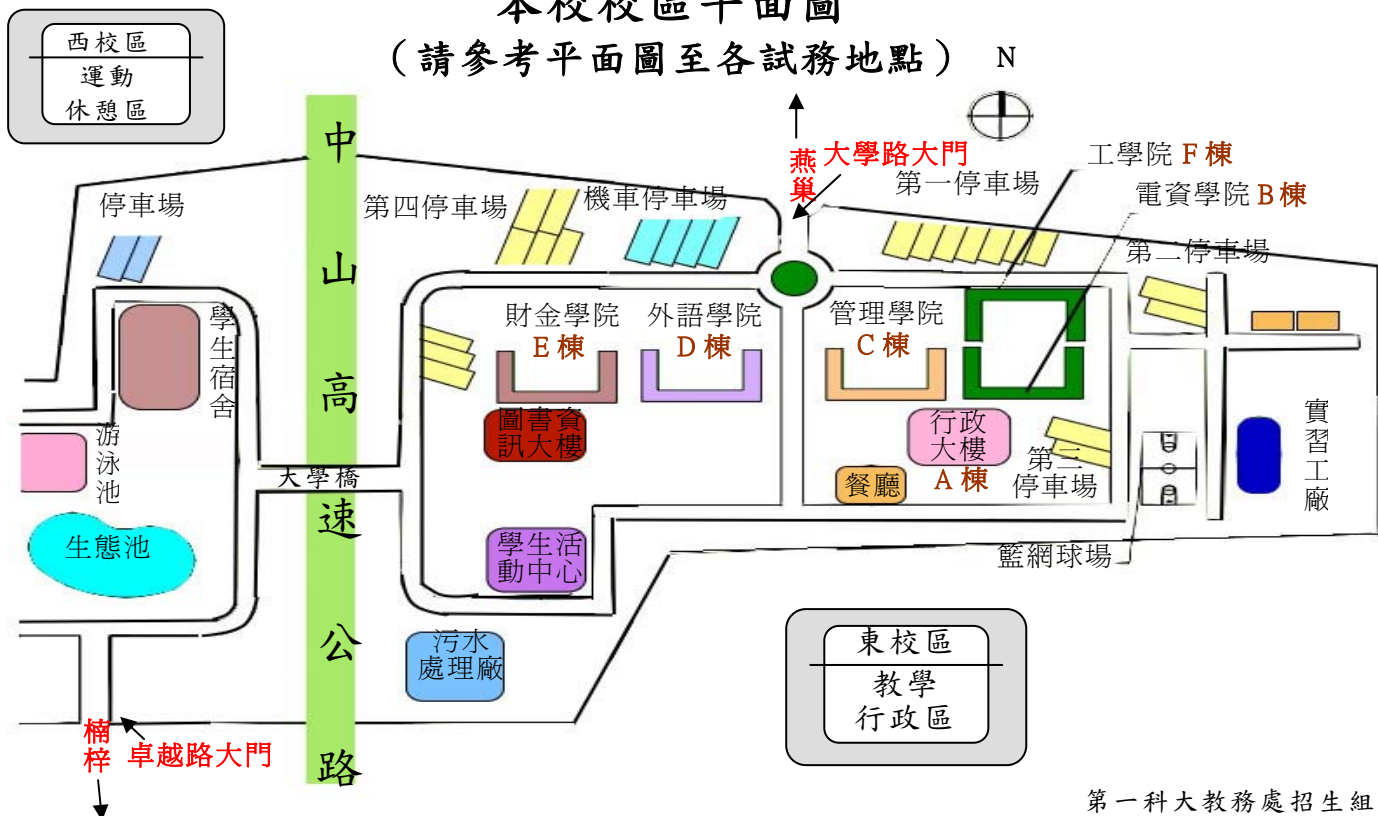 本校校區平面圖
(請參考平面圖至各試務地點)
N
西校區
運動
休憩區
中山高速公路
燕巢
大學路大門
工學院 F棟
電資學院 B棟
停車場
第四停車場
機車停車場
第一停車場
第二停車場
學生宿舍
財金學院
E棟
外語學院
D棟
管理學院
C棟
圖書資
訊大樓
行政
大樓
A棟
第三
停車場
餐廳
實習工廠
游泳池
大學橋
生態池
學生活
動中心
籃網球場
污水
處理廠
東校區
教學
行政區
楠梓
卓越路大門
第一科大教務處招生組